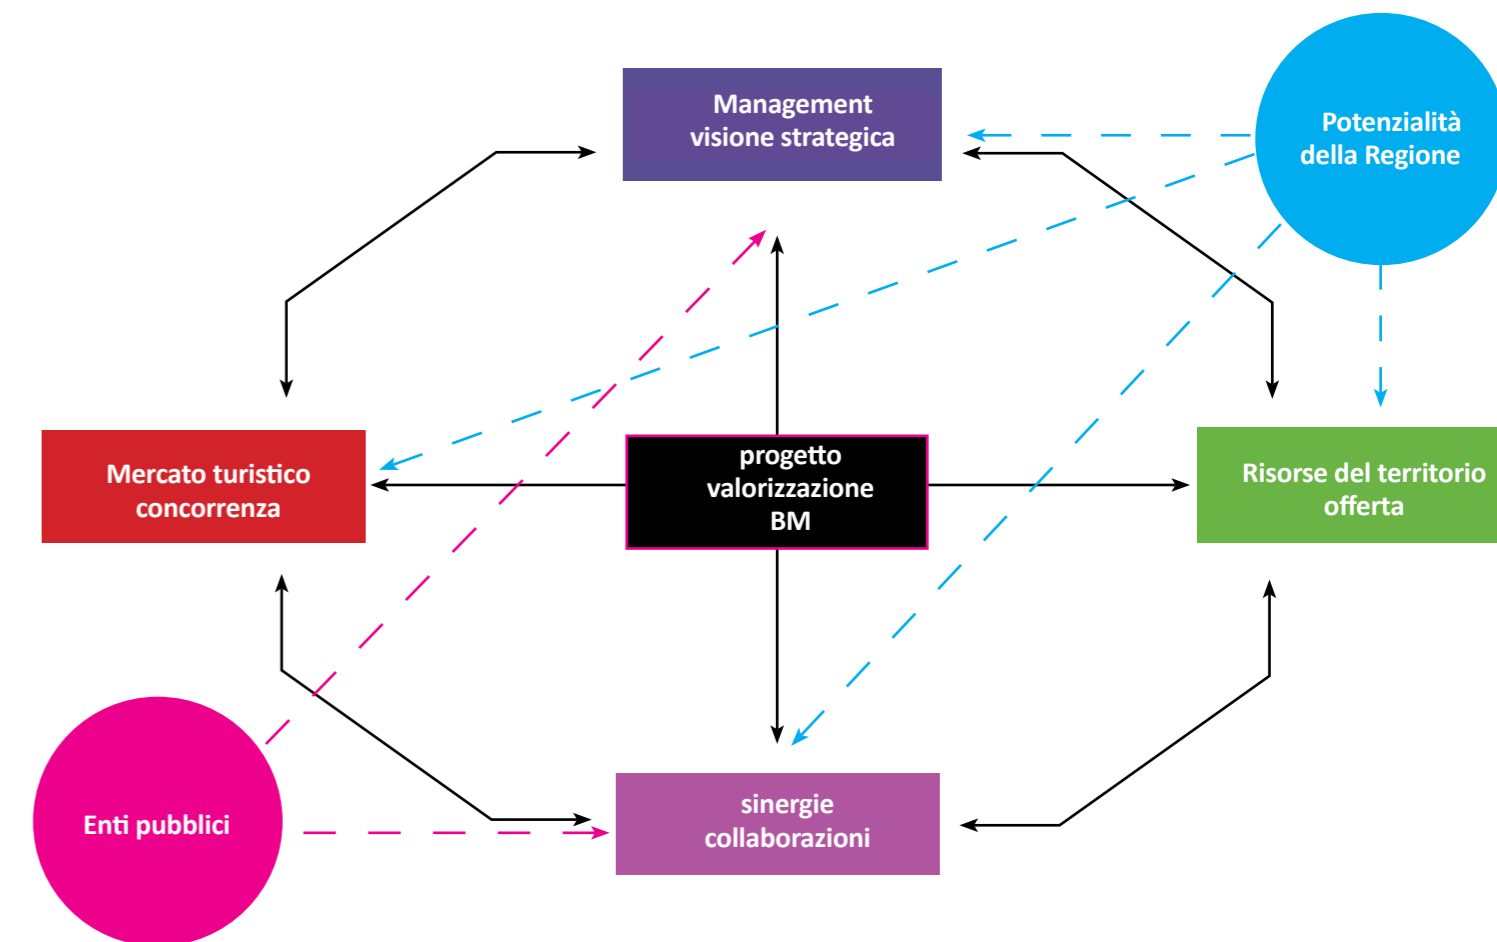 Management
visione strategica
Potenzialità
della Regione
Mercato turistico
concorrenza
progetto
valorizzazione
BM
Risorse del territorio
offerta
Enti pubblici
sinergie
collaborazioni